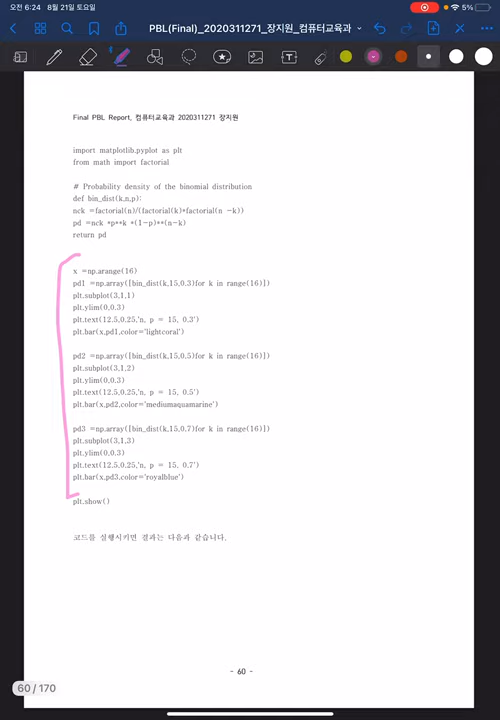 오전 6:24 8월 21일 토요일
5%
PBL(Final)_2020311271_장지원_컴퓨터교육과
Final PBL Report, 컴퓨터교육과 2020311271 장지원
import matplotlib.pyplot as plt
from math import factorial
# Probability density of the binomial distribution
def bin_dist(k,n,p):
nck =factorial(n)/(factorial(k)*factorial(n -k))
pd =nck *p**k *(1-p)**(n-k)
return pd
x =np.arange(16)
pd1 =np.array([bin_dist(k,15,0.3)for k in range(16)])
plt.subplot(3,1,1)
plt.ylim(0,0.3)
plt.text(12.5,0.25,'n, p = 15, 0.3')
plt.bar(x,pd1,color='lightcoral')
pd2 =np.array([bin_dist(k,15,0.5)for k in range(16)])
plt.subplot(3,1,2)
plt.ylim(0,0.3)
plt.text(12.5,0.25,'n, p = 15, 0.5')
plt.bar(x,pd2,color='mediumaquamarine')
pd3 =np.array([bin_dist(k,15,0.7)for k in range(16)])
plt.subplot(3,1,3)
plt.ylim(0,0.3)
plt.text(12.5,0.25,'n, p = 15, 0.7')
plt.bar(x,pd3,color='royalblue')
plt.show()
코드를 실행시키면 결과는 다음과 같습니다.
- 60 -
60 / 170